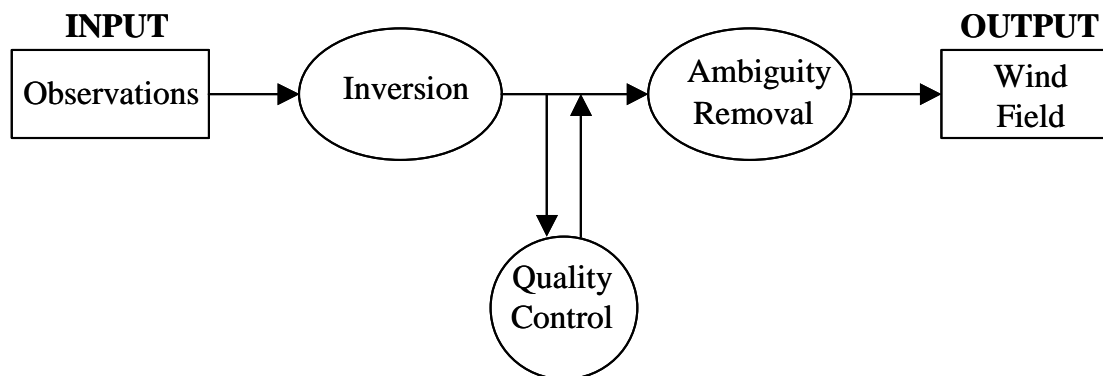 INPUT
OUTPUT
Observations
Inversion
Ambiguity
Removal
Wind
Field
Quality
Control